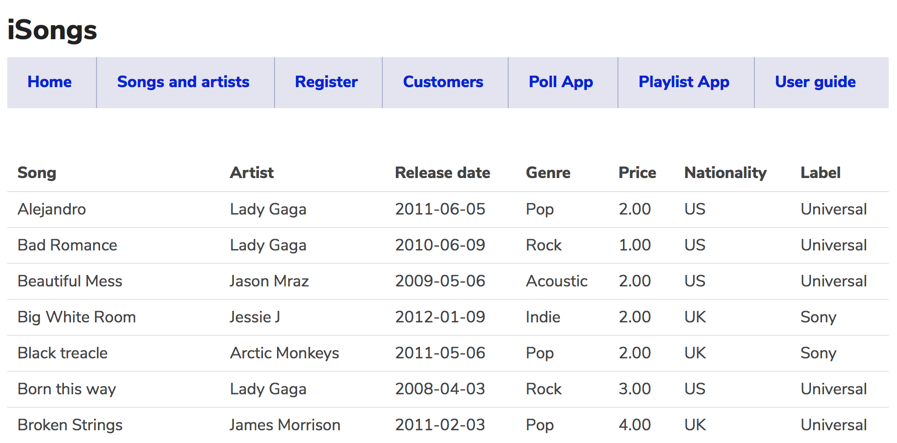 iSongs
Home Songs and artists Register Customers Poll App Playlist App User guide
Song Artist Release date Genre Price Nationality Label
Alejandro Lady Gaga 2011-06-05 Pop 2.00 US Universal
Bad Romance Lady Gaga 2010-06-09 Rock 1.00 US Universal
Beautiful Mess Jason Mraz 2009-05-06 Acoustic 2.00 US Universal
Big White Room Jessie J 2012-01-09 Indie 2.00 UK Sony
Black treacle Arctic Monkeys 2011-05-06 Pop 2.00 UK Sony
Born this way Lady Gaga 2008-04-03 Rock 3.00 US Universal
Broken Strings James Morrison 2011-02-03 Pop 4.00 UK Universal